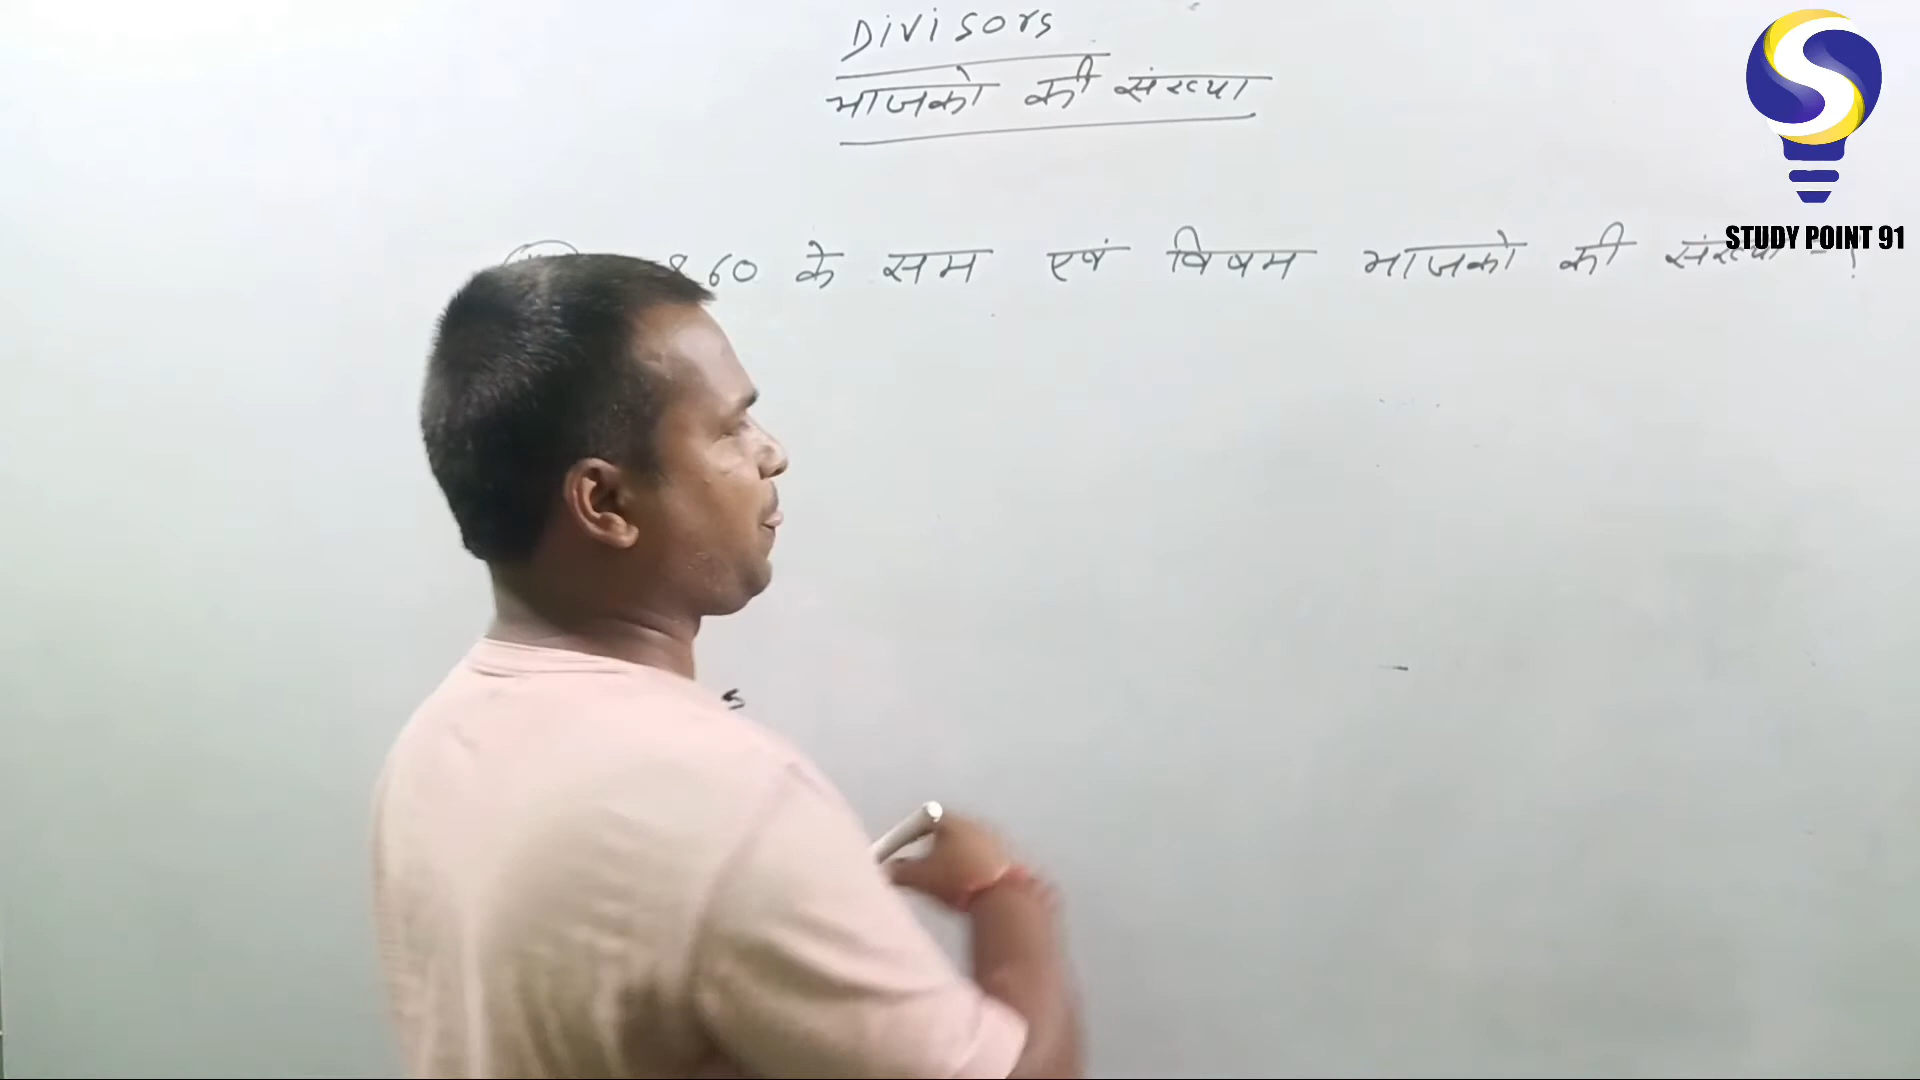 Divisors
भाजको की संख्या
860 के सम एवं विषम भाजको की संख्या = ?
STUDY POINT 91